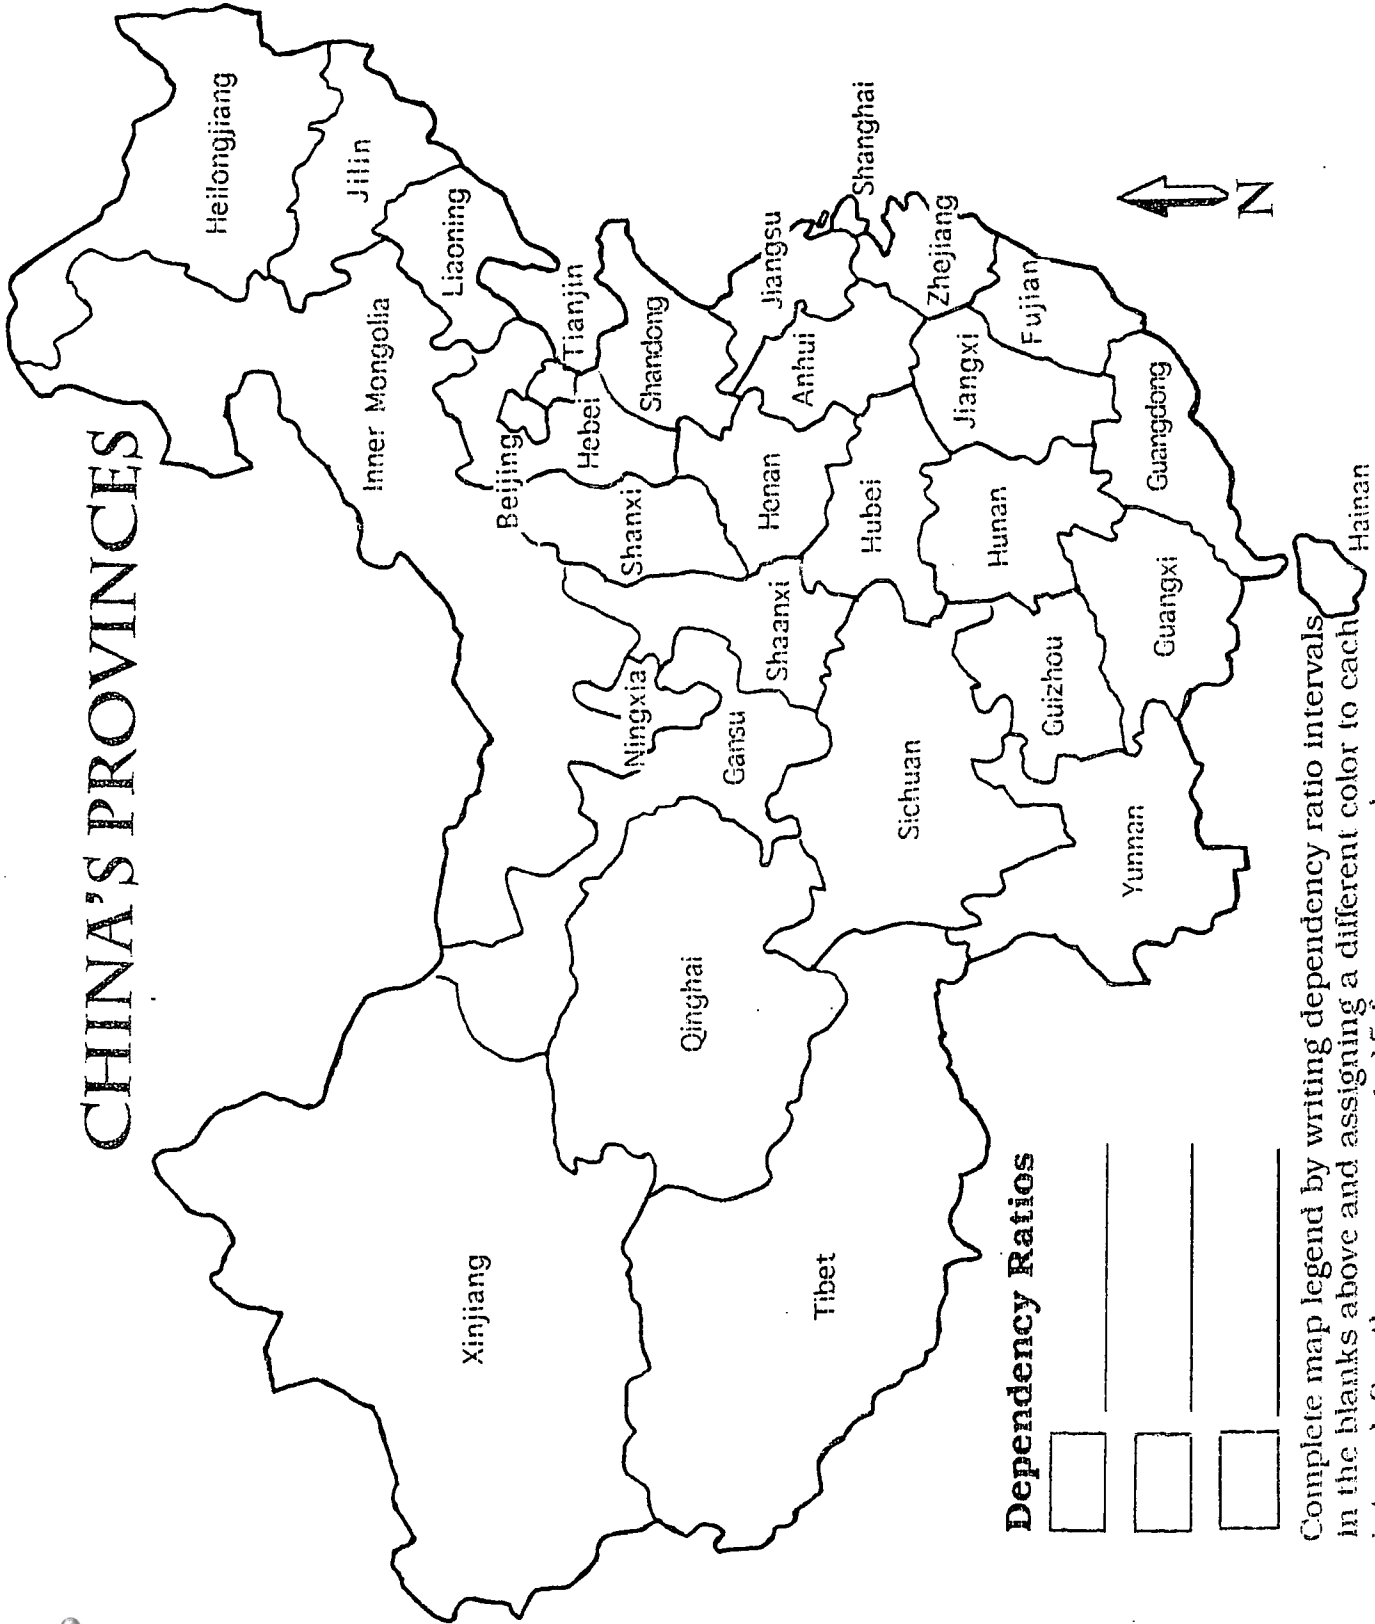 CHINA'S PROVINCES
Heilongjiang
Jilin
Liaoning
Inner Mongolia
Beijing
Tianjin
Hebei
Shandong
Shanxi
Ningxia
Xinjiang
Qinghai
Gansu
Shaanxi
Henan
Anhui
Jiangsu
Shanghai
Tibet
Sichuan
Hubei
Zhejiang
Jiangxi
Hunan
Fujian
Guizhou
Yunnan
Guangxi
Guangdong
Hainan
N
Dependency Ratios
Complete map legend by writing dependency ratio intervals
in the blanks above and assigning a different color to each